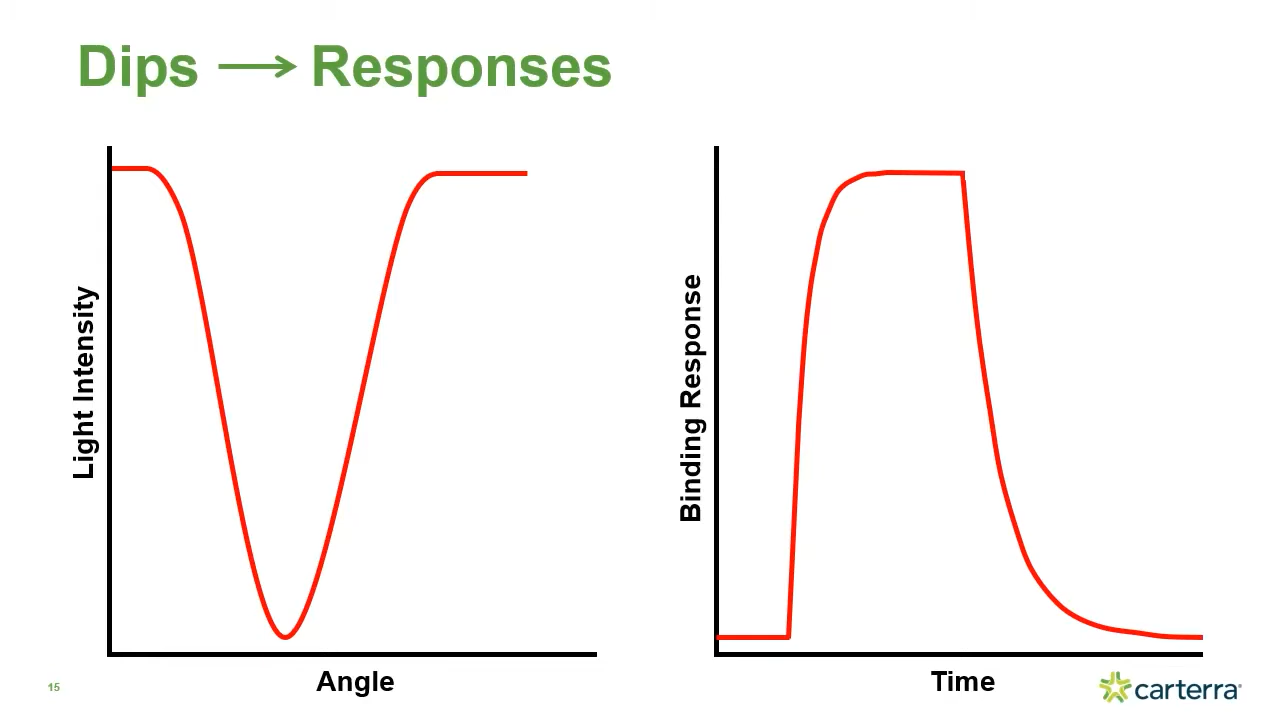 Dips → Responses
Light Intensity
Angle
Binding Response
Time
15
carterra®